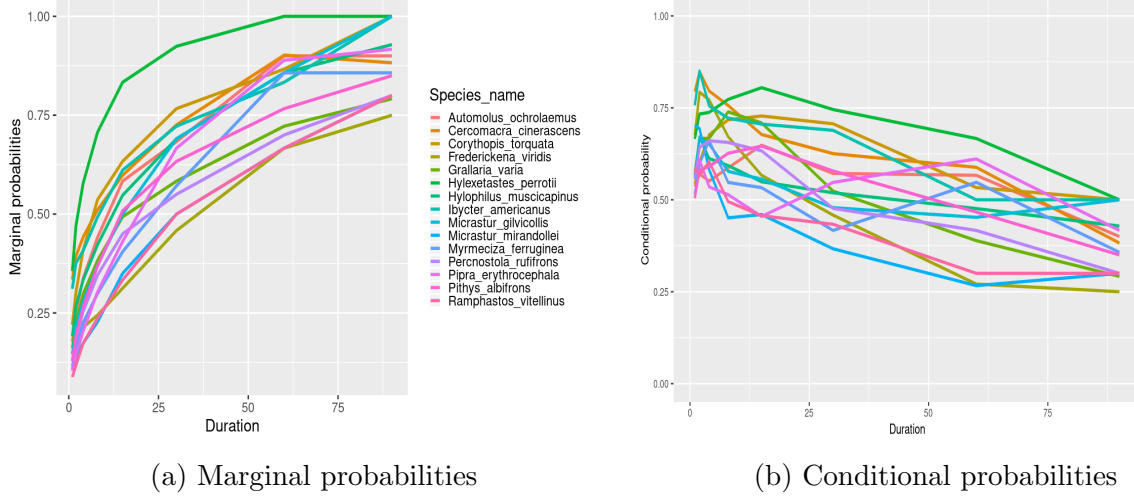 1.00
0.75
0.50
0.25
Marginal probabilities
0
25
50
75
Duration
Species_name
Automolus_ochrolaemus
Cercomacra_cinerascens
Corythopis_torquata
Frederickena_viridis
Grallaria_varia
Hylexetastes_perrotii
Hylophilus_muscicapinus
Ibycter_americanus
Micrastur_gilvicollis
Micrastur_mirandollei
Myrmeciza_ferruginea
Percnostola_rufifrons
Pipra_erythrocephala
Pithys_albifrons
Ramphastos_vitellinus
1.00
0.75
0.50
0.25
0.00
Conditional probability
0
25
50
75
Duration
(a) Marginal probabilities
(b) Conditional probabilities